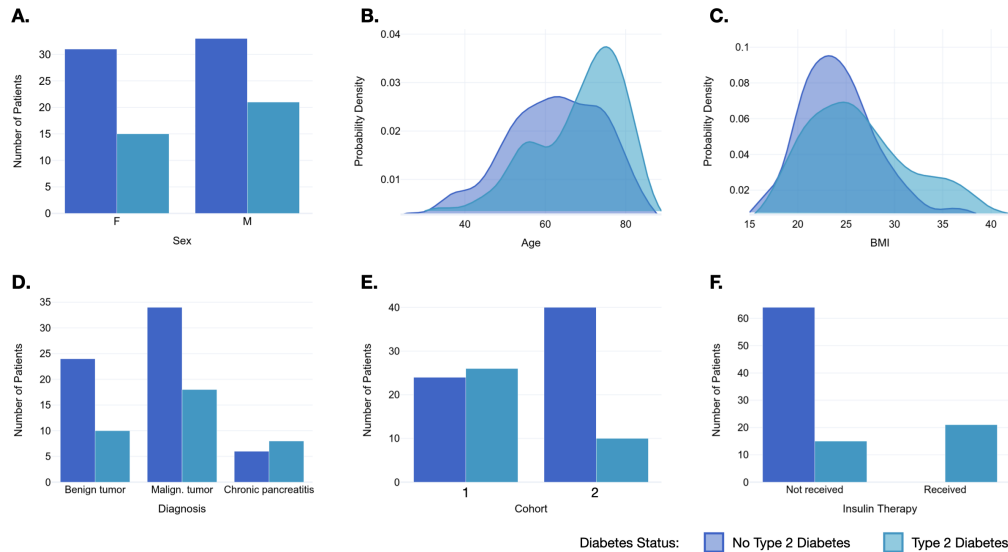 A.
Number of Patients
30
25
20
15
10
5
0
F
M
Sex
B.
Probability Density
0.04
0.03
0.02
0.01
40
60
80
Age
C.
Probability Density
0.1
0.08
0.06
0.04
0.02
15
20
25
30
35
40
BMI
D.
Number of Patients
35
30
25
20
15
10
5
0
Benign tumor
Malign. tumor
Chronic pancreatitis
Diagnosis
E.
Number of Patients
40
30
20
10
0
1
2
Cohort
F.
Number of Patients
60
50
40
30
20
10
0
Not received
Received
Insulin Therapy
Diabetes Status:
No Type 2 Diabetes
Type 2 Diabetes